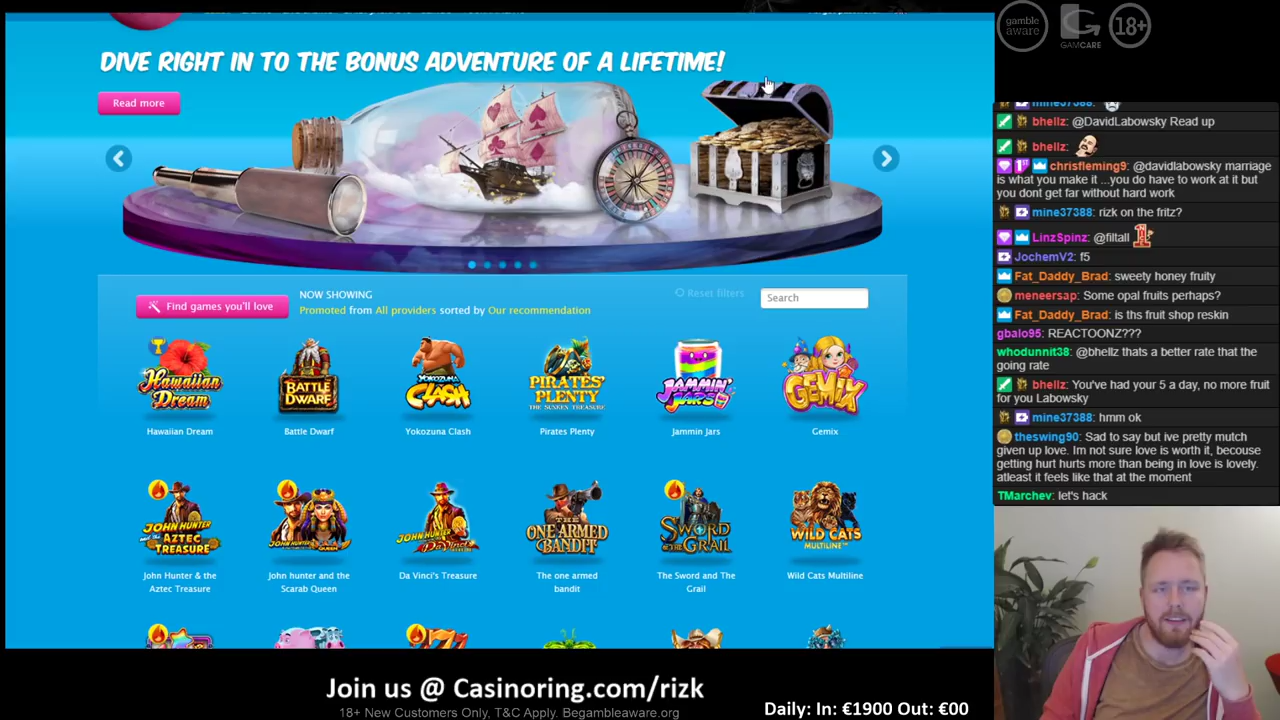 DIVE RIGHT IN TO THE BONUS ADVENTURE OF A LIFETIME!
Read more
Find games you'll love
NOW SHOWING
Promoted from All providers sorted by Our recommendation
Reset filters
Search
HAWAIIAN DREAM
BATTLE DWARF
YOKOZUNA CLASH
PIRATES' PLENTY
THE SUNKEN TREASURE
JAMMIN' JARS
GEMIX
Hawaiian Dream
Battle Dwarf
Yokozuna Clash
Pirates Plenty
Jammin Jars
Gemix
JOHN HUNTER
AZTEC TREASURE
JOHN HUNTER
QUEEN
JOHN HUNTER
DA VINCI
THE ONE ARMED BANDIT
SWORD
GRAIL
WILD CATS
MULTILINE
John Hunter & the
Aztec Treasure
John hunter and the
Scarab Queen
Da Vinci's Treasure
The one armed
bandit
The Sword and The
Grail
Wild Cats Multiline
gamble aware
GAMCARE
18+
mine37388:
bhellz: @DavidLabowsky Read up
bhellz:
chrisfleming9: @davidlabowsky marriage
is what you make it ...you do have to work at it but
you dont get far without hard work
mine37388: rizk on the fritz?
LinzSpinz: @filtall
JochemV2: f5
Fat_Daddy_Brad: sweety honey fruity
meneersap: Some opal fruits perhaps?
Fat_Daddy_Brad: is ths fruit shop reskin
gbalo95: REACTOONZ???
whodunnit38: @bhellz thats a better rate that the
going rate
bhellz: You've had your 5 a day, no more fruit
for you Labowsky
mine37388: hmm ok
theswing90: Sad to say but ive pretty mutch
given up love. Im not sure love is worth it, becouse
getting hurt hurts more than being in love is lovely.
atleast it feels like that at the moment
TMarchev: let's hack
Join us @ Casinoring.com/rizk
18+ New Customers Only, T&C Apply. Begambleaware.org
Daily: In: €1900 Out: €00